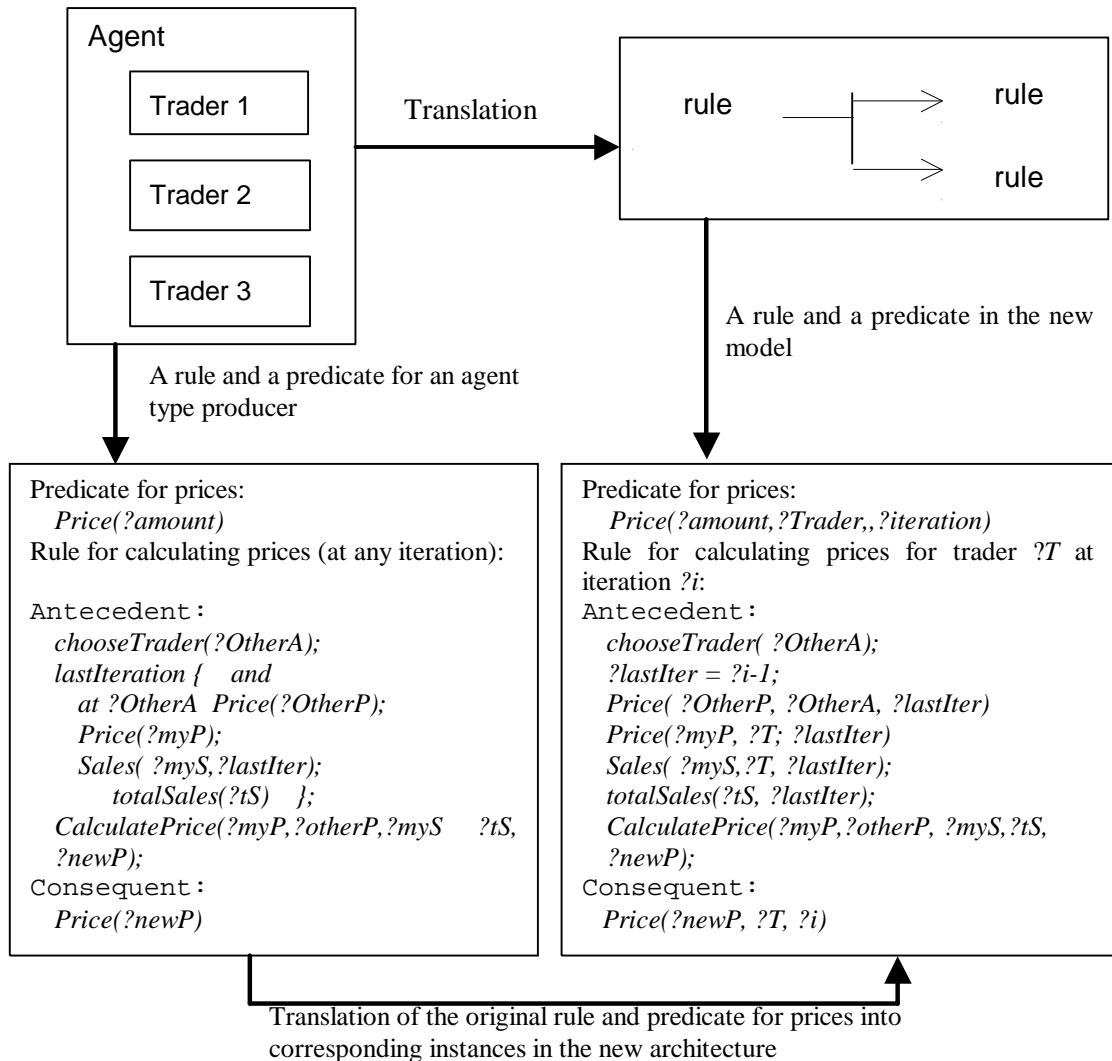 Agent
Trader 1
Trader 2
Trader 3
Translation
rule
rule
rule
A rule and a predicate for an agent
type producer
A rule and a predicate in the new
model
Predicate for prices:
Price(?amount)
Rule for calculating prices (at any iteration):
Antecedent:
chooseTrader(?OtherA);
lastIteration { and
at ?OtherA Price(?OtherP);
Price(?myP);
Sales( ?myS,?lastIter);
totalSales(?tS) };
CalculatePrice(?myP,?otherP,?myS ?tS,
?newP);
Consequent:
Price(?newP)
Predicate for prices:
Price(?amount,?Trader,,?iteration)
Rule for calculating prices for trader ?T at
iteration ?i:
Antecedent:
chooseTrader( ?OtherA);
?lastIter = ?i-1;
Price( ?OtherP, ?OtherA, ?lastIter)
Price(?myP, ?T; ?lastIter)
Sales( ?myS,?T, ?lastIter);
totalSales(?tS, ?lastIter);
CalculatePrice(?myP,?otherP, ?myS,?tS,
?newP);
Consequent:
Price(?newP, ?T, ?i)
Translation of the original rule and predicate for prices into
corresponding instances in the new architecture